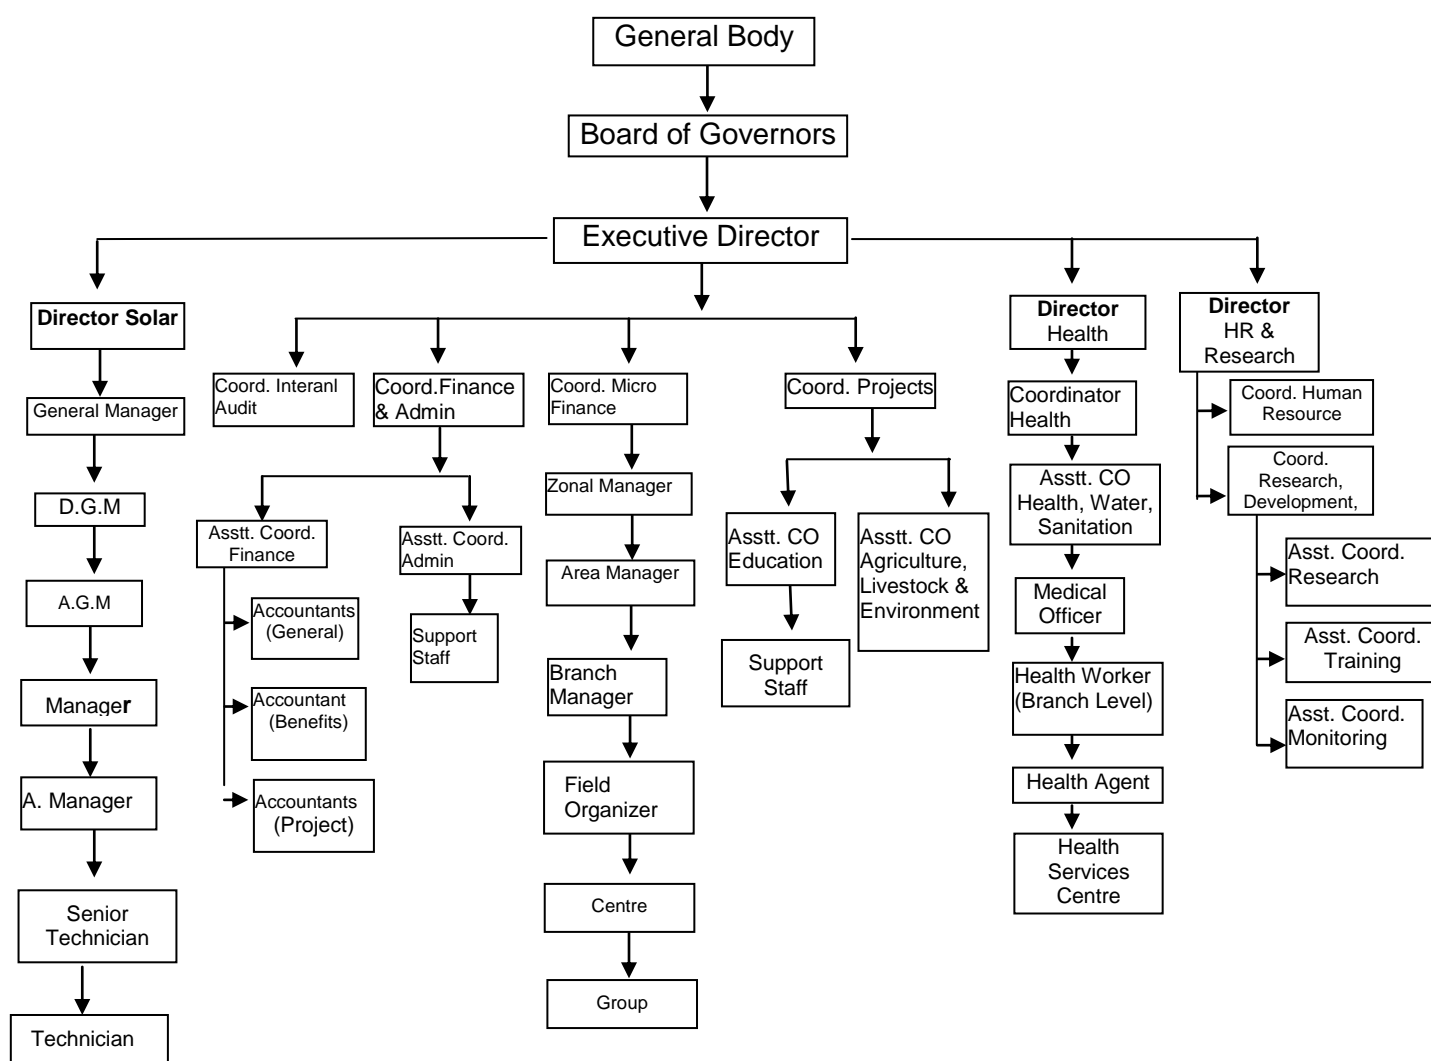 General Body
Board of Governors
Executive Director
Director Solar
General Manager
D.G.M
A.G.M
Manager
A. Manager
Senior
Technician
Technician
Coord. Interanl
Audit
Coord.Finance
& Admin
Asstt. Coord.
Finance
Accountants
(General)
Accountant
(Benefits)
Accountants
(Project)
Asstt. Coord.
Admin
Support
Staff
Coord. Micro
Finance
Zonal Manager
Area Manager
Branch
Manager
Field
Organizer
Centre
Group
Coord. Projects
Asstt. CO
Education
Support
Staff
Asstt. CO
Agriculture,
Livestock &
Environment
Director
Health
Coordinator
Health
Asstt. CO
Health, Water,
Sanitation
Medical
Officer
Health Worker
(Branch Level)
Health Agent
Health
Services
Centre
Director
HR &
Research
Coord. Human
Resource
Coord.
Research,
Development,
Asst. Coord.
Research
Asst. Coord.
Training
Asst. Coord.
Monitoring